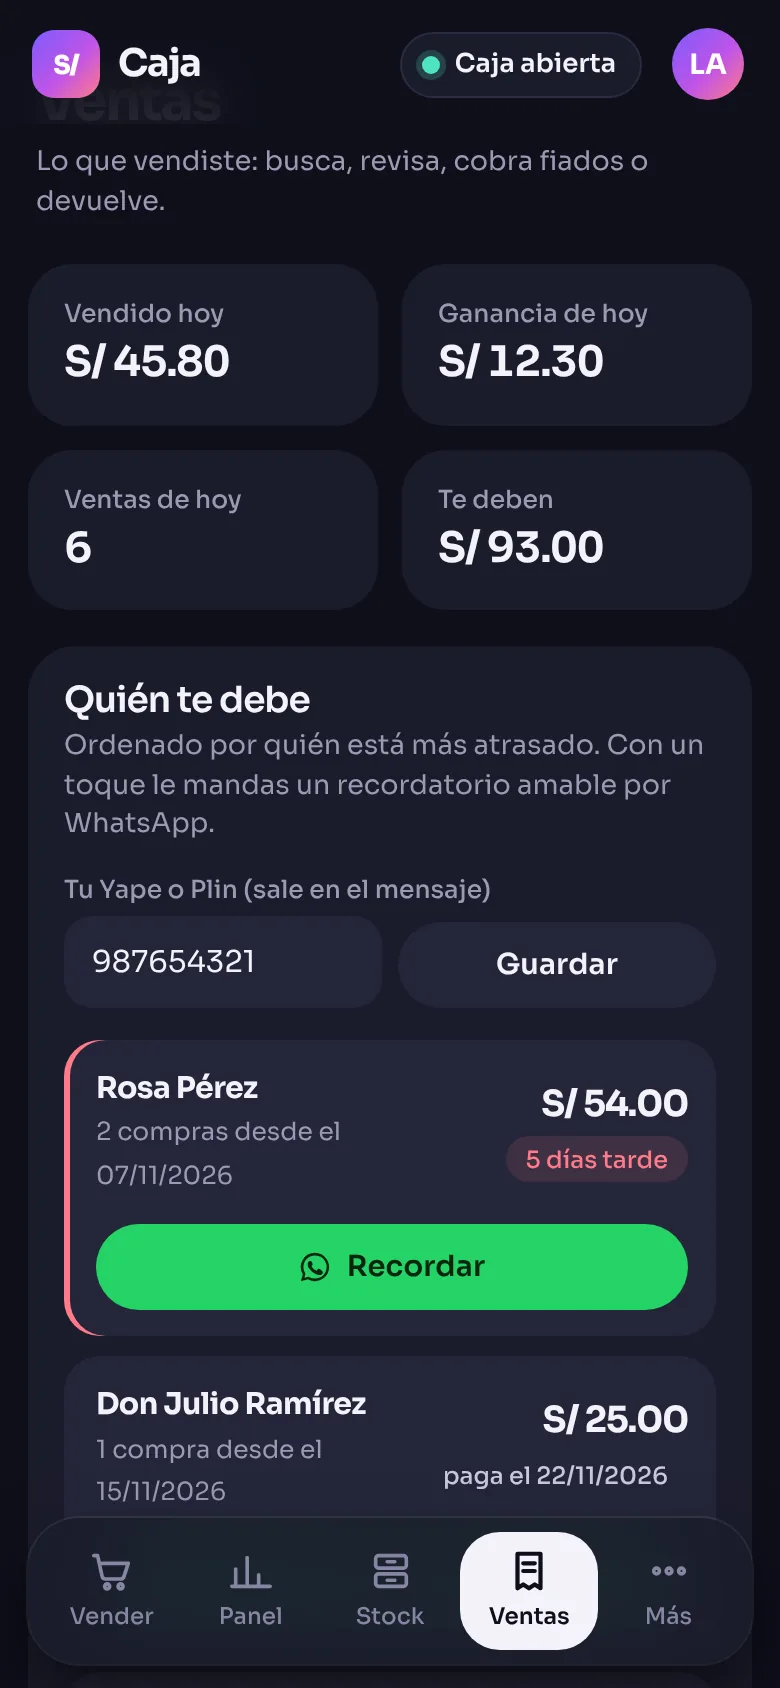 S/ Caja
Caja abierta
LA
Ventas
Lo que vendiste: busca, revisa, cobra fiados o
devuelve.
Vendido hoy
S/ 45.80
Ganancia de hoy
S/ 12.30
Ventas de hoy
6
Te deben
S/ 93.00
Quién te debe
Ordenado por quién está más atrasado. Con un
toque le mandas un recordatorio amable por
WhatsApp.
Tu Yape o Plin (sale en el mensaje)
987654321
Guardar
Rosa Pérez
2 compras desde el
07/11/2026
S/ 54.00
5 días tarde
Recordar
Don Julio Ramírez
1 compra desde el
15/11/2026
S/ 25.00
paga el 22/11/2026
Vender
Panel
Stock
Ventas
Más